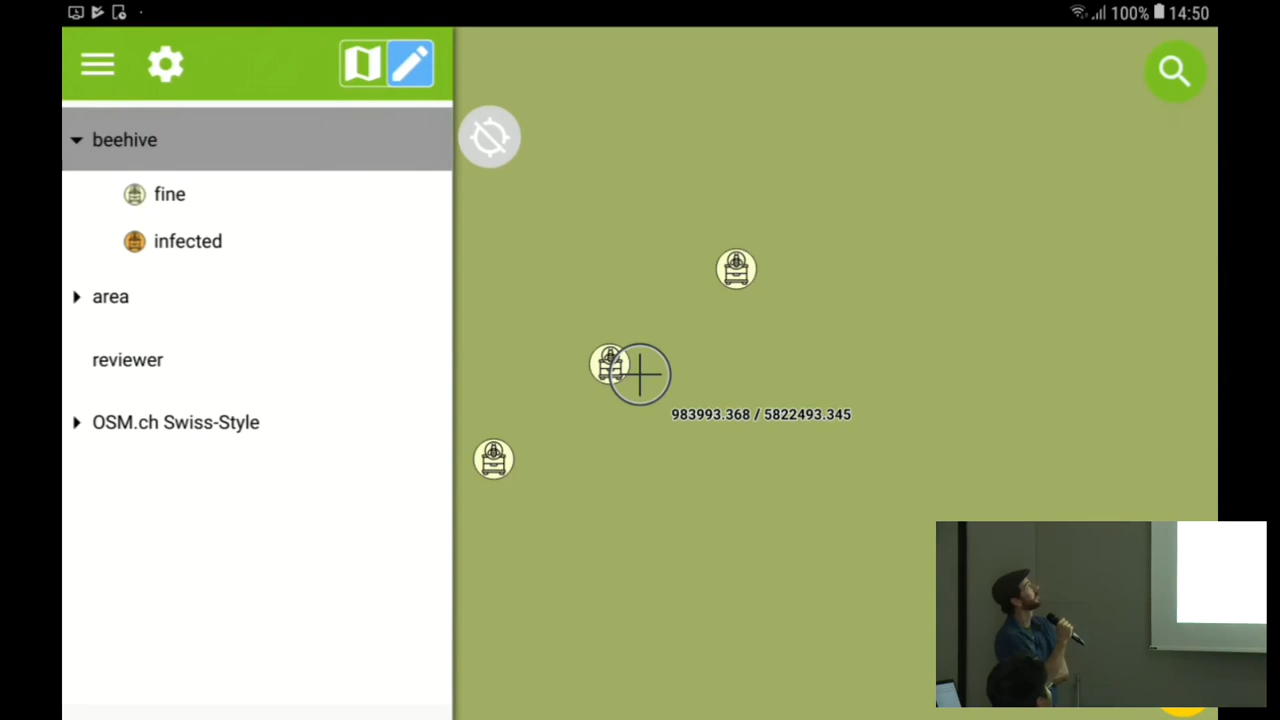 100% 14:50
beehive
fine
infected
area
reviewer
OSM.ch Swiss-Style
983993.368 / 5822493.345